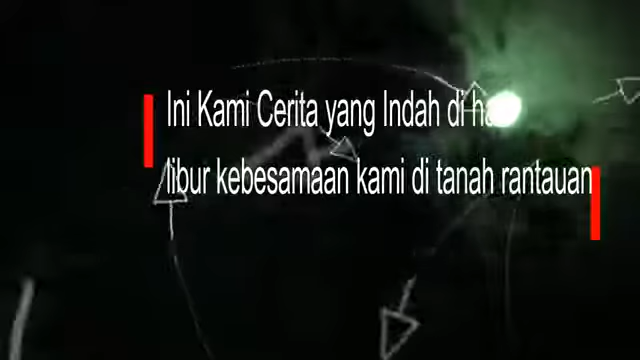 Ini Kami Cerita yang Indah di
libur kebesamaan kami di tanah rantauan